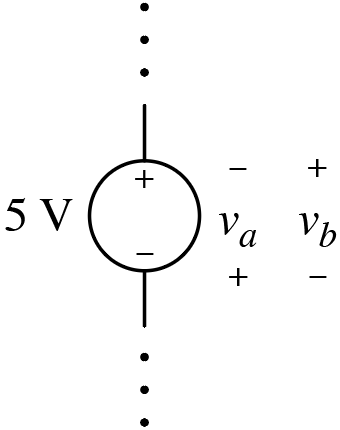 + − +
5 V v_a v_b
− + −